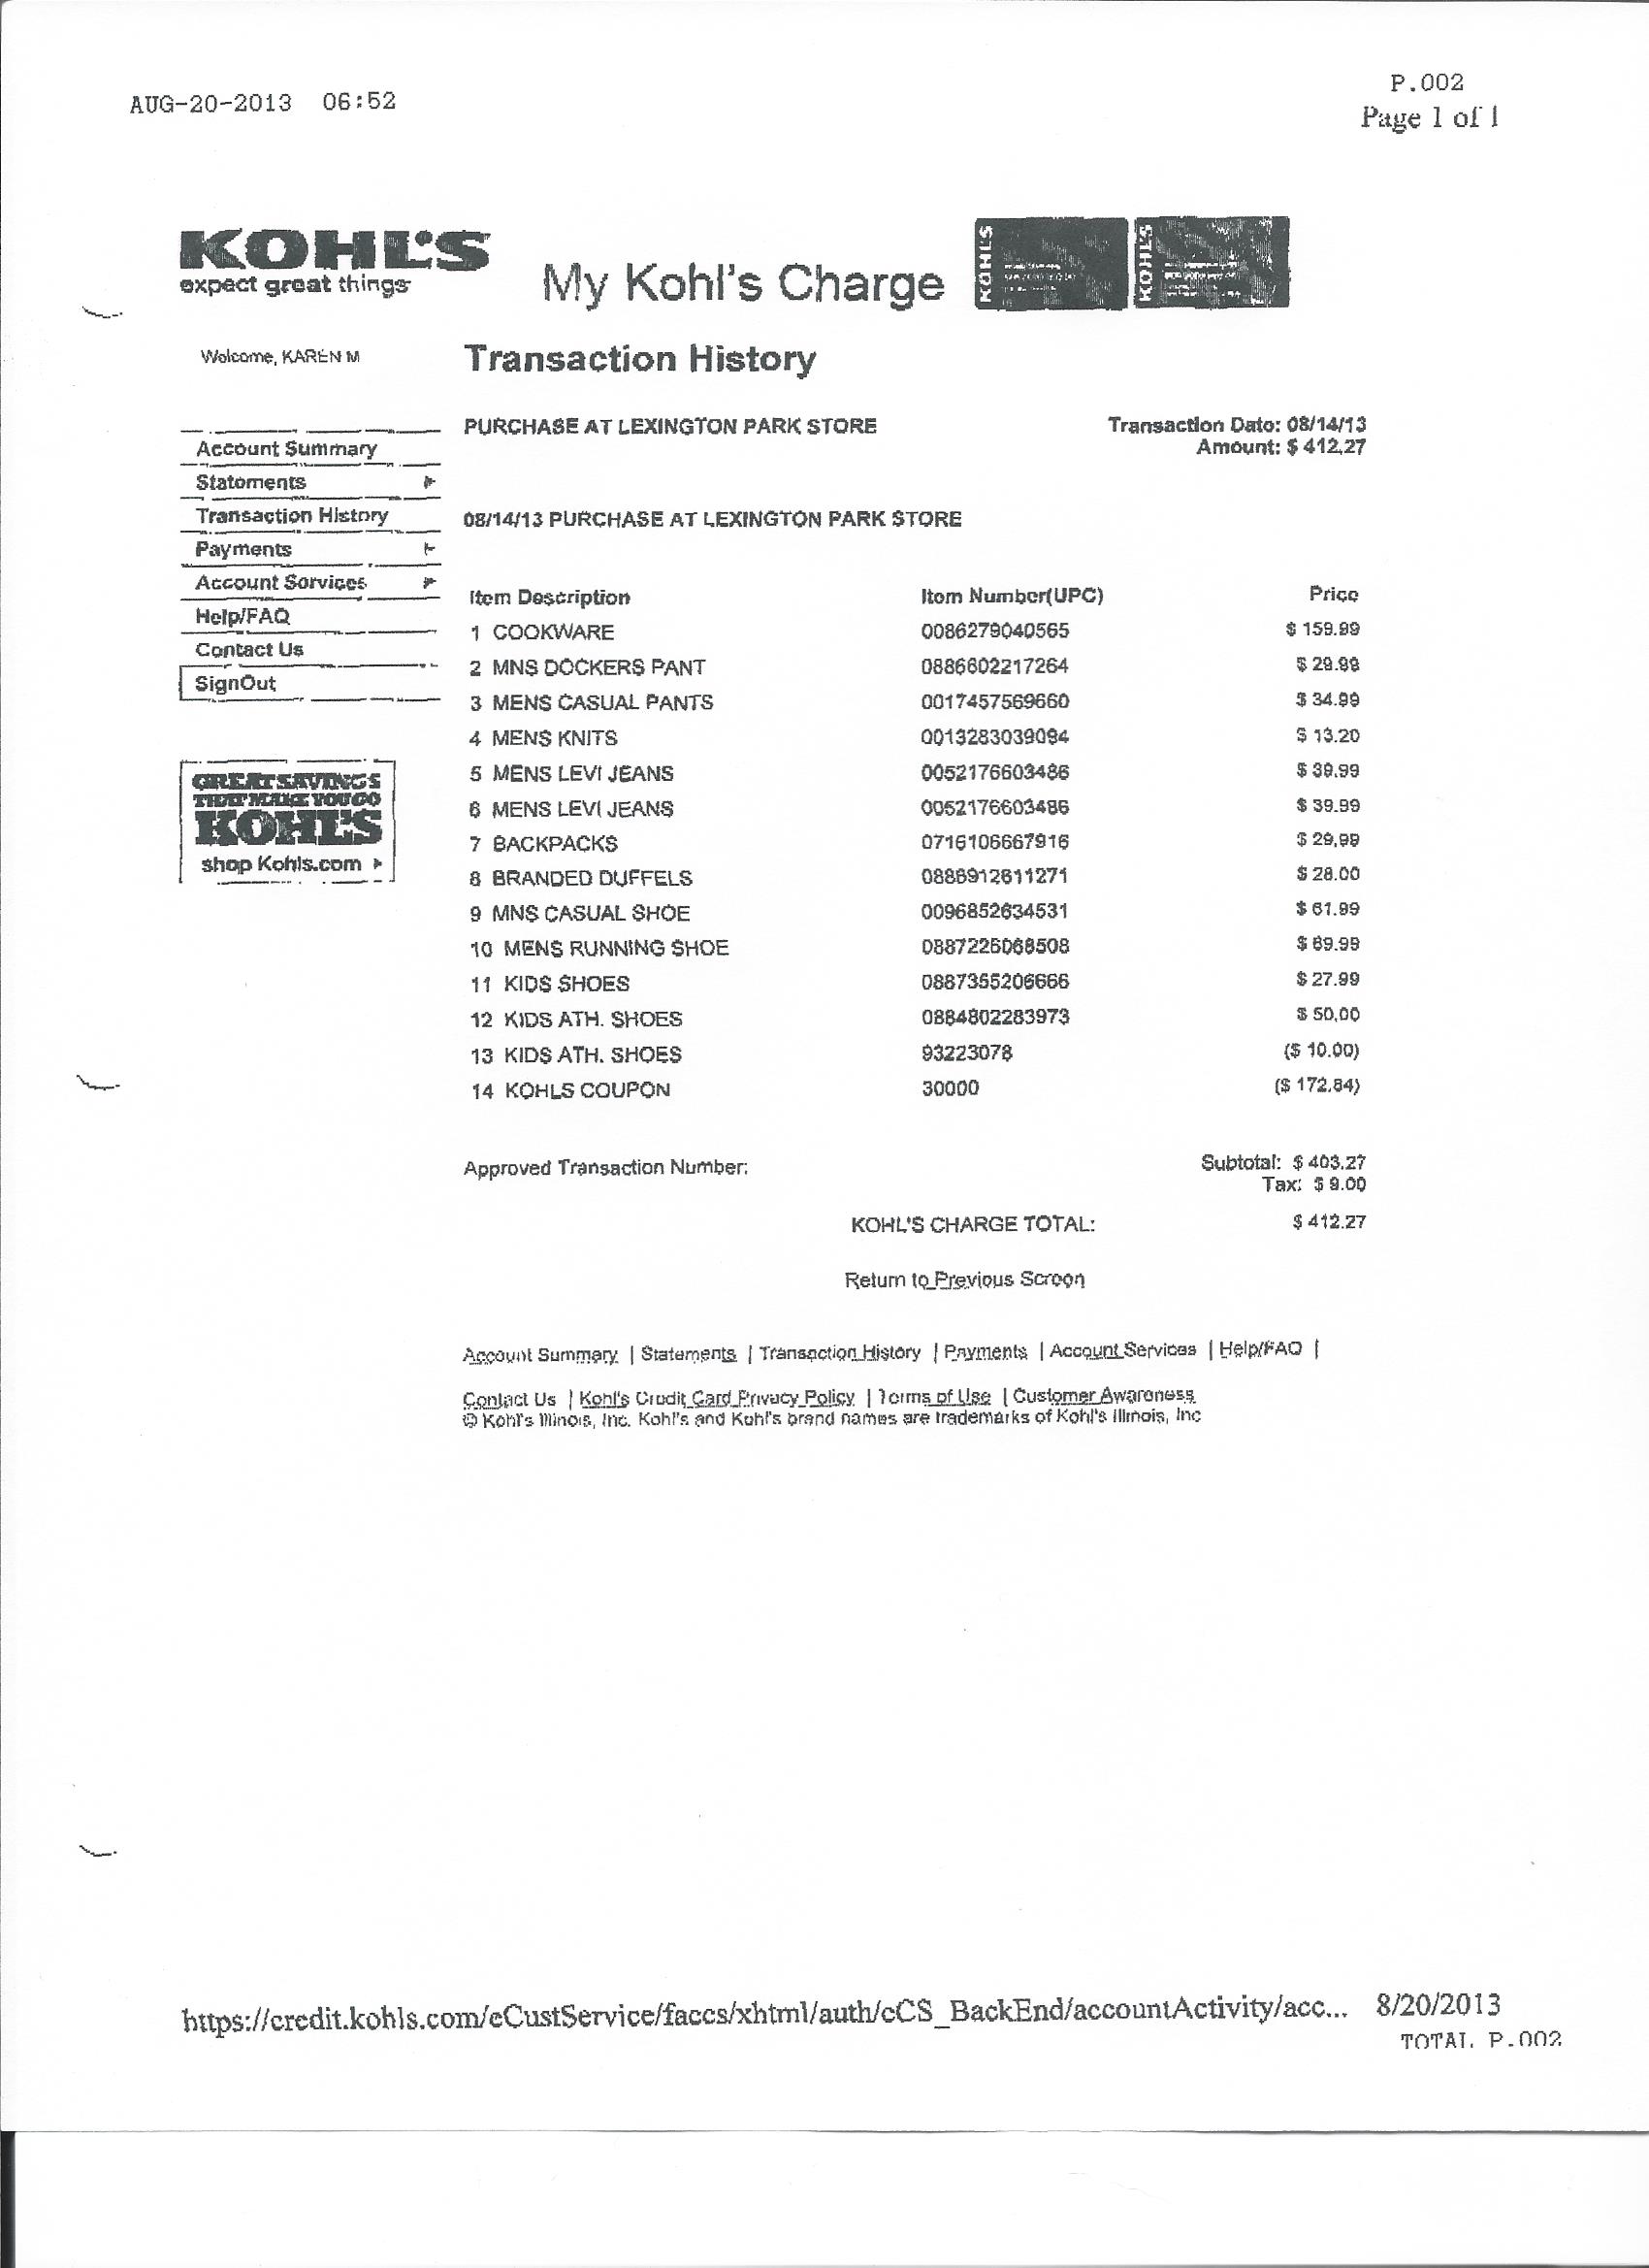 P.002
AUG-20-2013 06:52
Page 1 of 1
KOHL'S
expect great things
My Kohl's Charge
KOHL'S
KOHL'S
Welcome, KAREN M
Transaction History
PURCHASE AT LEXINGTON PARK STORE Transaction Date: 08/14/13
Amount: $ 412.27
Account Summary
Statements
Transaction History
Payments
Account Services
Help/FAQ
Contact Us
SignOut
GREAT SAVINGS
THAT MAKE YOU GO
KOHL'S
shop Kohls.com
08/14/13 PURCHASE AT LEXINGTON PARK STORE
Item Description Item Number(UPC) Price
1 COOKWARE 0086279040565 $ 159.99
2 MNS DOCKERS PANT 0886602217264 $ 29.99
3 MENS CASUAL PANTS 0017457569660 $ 34.99
4 MENS KNITS 0013283039094 $ 13.20
5 MENS LEVI JEANS 0052176603486 $ 39.99
6 MENS LEVI JEANS 0052176603486 $ 39.99
7 BACKPACKS 0716106667916 $ 29.99
8 BRANDED DUFFELS 0886912611271 $ 28.00
9 MNS CASUAL SHOE 0096852634531 $ 61.99
10 MENS RUNNING SHOE 0887225068508 $ 69.99
11 KIDS SHOES 0887355206666 $ 27.99
12 KIDS ATH. SHOES 0884802283973 $ 50.00
13 KIDS ATH. SHOES 93223078 ($ 10.00)
14 KOHLS COUPON 30000 ($ 172.84)
Approved Transaction Number: Subtotal: $ 403.27
Tax: $ 9.00
KOHL'S CHARGE TOTAL: $ 412.27
Return to Previous Screen
Account Summary | Statements | Transaction History | Payments | Account Services | Help/FAQ |
Contact Us | Kohl's Credit Card Privacy Policy | Terms of Use | Customer Awareness
© Kohl's Illinois, Inc. Kohl's and Kohl's brand names are trademarks of Kohl's Illinois, Inc
https://credit.kohls.com/eCustService/faces/xhtml/auth/eCS_BackEnd/accountActivity/acc... 8/20/2013
TOTAL P.002